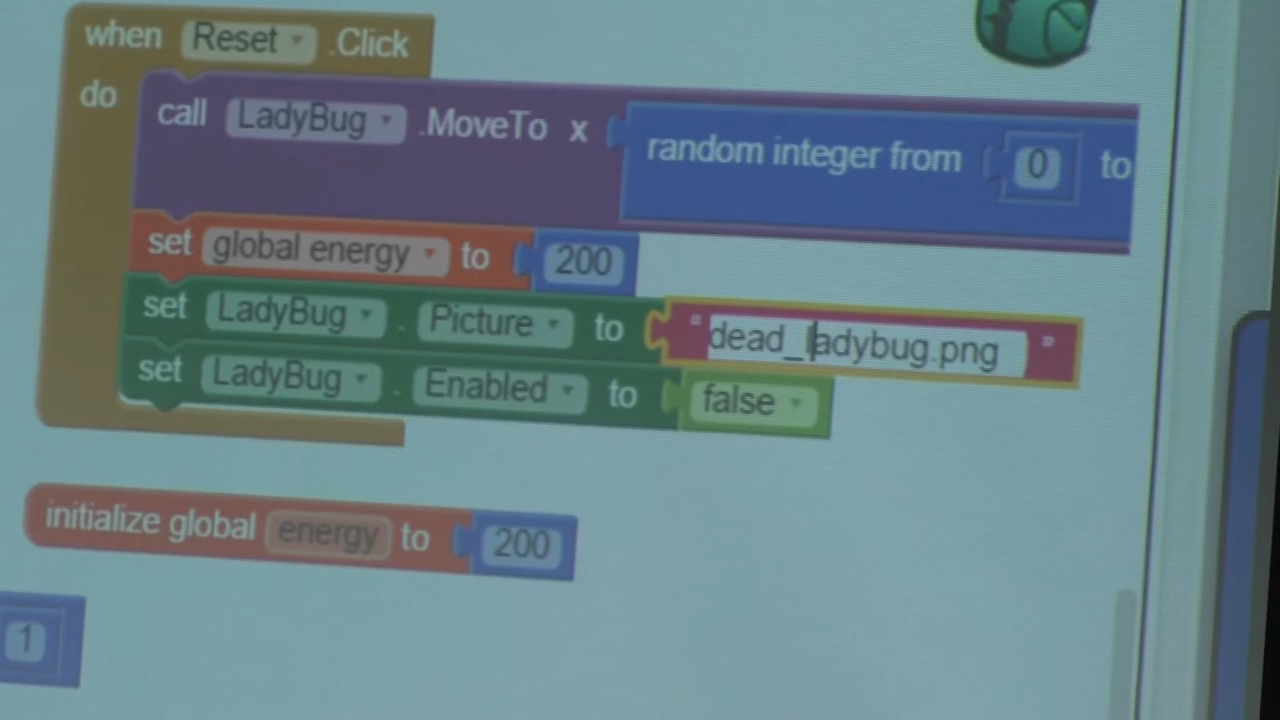 when Reset .Click
do call LadyBug .MoveTo x random integer from 0 to
set global energy to 200
set LadyBug . Picture to " dead_ladybug.png "
set LadyBug . Enabled to false
initialize global energy to 200
1